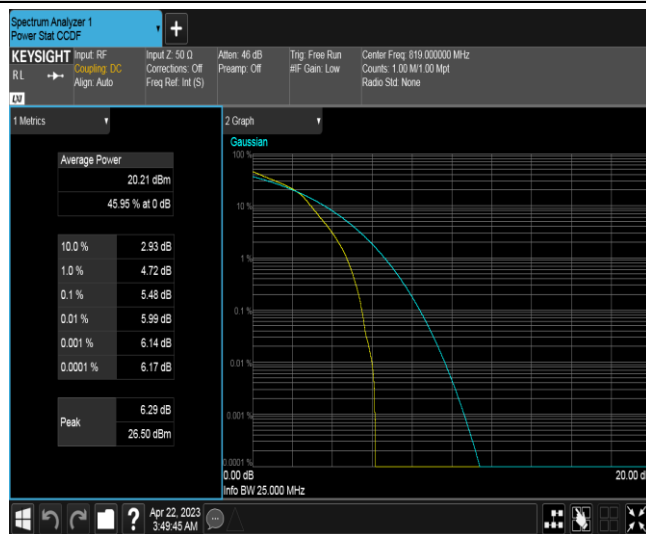 Spectrum Analyzer 1
Power Stat CCDF
+
KEYSIGHT
RL
LXI
Input: RF
Coupling: DC
Align: Auto
Input Z: 50 Ω
Corrections: Off
Freq Ref: Int (S)
Atten: 46 dB
Preamp: Off
Trig: Free Run
#IF Gain: Low
Center Freq: 819.000000 MHz
Counts: 1.00 M/1.00 Mpt
Radio Std: None
1 Metrics
Average Power
20.21 dBm
45.95 % at 0 dB
10.0 % 2.93 dB
1.0 % 4.72 dB
0.1 % 5.48 dB
0.01 % 5.99 dB
0.001 % 6.14 dB
0.0001 % 6.17 dB
Peak
6.29 dB
26.50 dBm
2 Graph
Gaussian
100 %
10 %
1 %
0.1 %
0.01 %
0.001 %
0.0001 %
0.00 dB
20.00 d
Info BW 25.000 MHz
?
Apr 22, 2023
3:49:45 AM